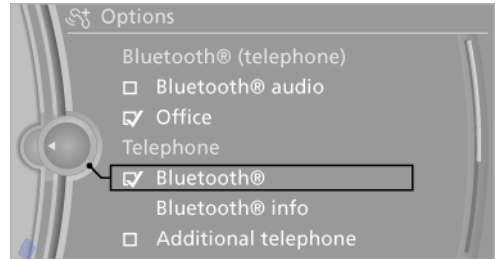 Options
Bluetooth® (telephone)
Bluetooth® audio
Office
Telephone
Bluetooth®
Bluetooth® info
Additional telephone